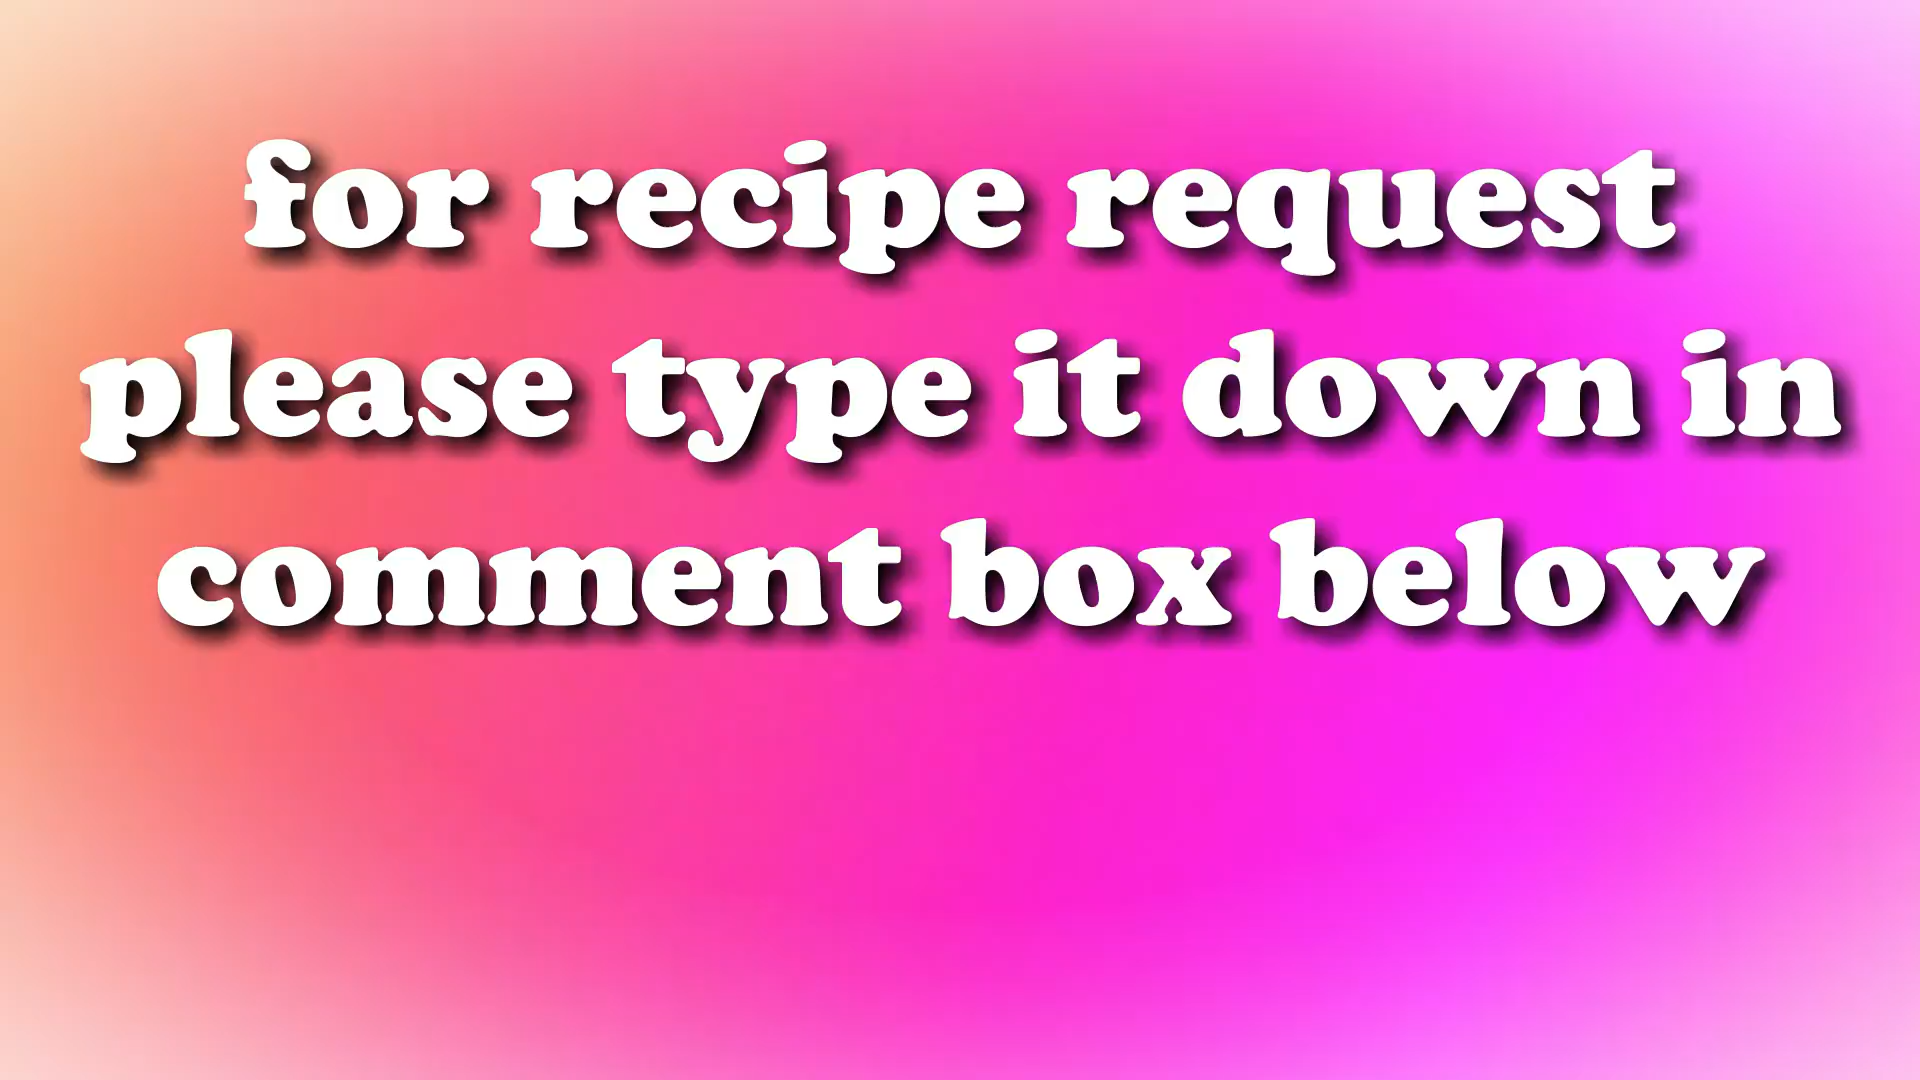 for recipe request
please type it down in
comment box below